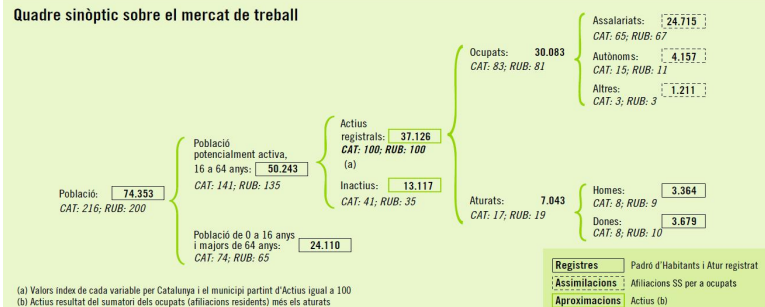 Quadre sinòptic sobre el mercat de treball
Població: 74.353
CAT: 216; RUB: 200
Població
potencialment activa,
16 a 64 anys: 50.243
CAT: 141; RUB: 135
Població de 0 a 16 anys
i majors de 64 anys: 24.110
CAT: 74; RUB: 65
Actius
registrals: 37.126
CAT: 100; RUB: 100
(a)
Inactius: 13.117
CAT: 41; RUB: 35
Ocupats: 30.083
CAT: 83; RUB: 81
Aturats: 7.043
CAT: 17; RUB: 19
Assalariats: 24.715
CAT: 65; RUB: 67
Autònoms: 4.157
CAT: 15; RUB: 11
Altres: 1.211
CAT: 3; RUB: 3
Homes: 3.364
CAT: 8; RUB: 9
Dones: 3.679
CAT: 8; RUB: 10
Registres Padró d'Habitants i Atur registrat
Assimilacions Afiliacions SS per a ocupats
Aproximacions Actius (b)
(a) Valors índex de cada variable per Catalunya i el municipi partint d'Actius igual a 100
(b) Actius resultat del sumatori dels ocupats (afiliacions residents) més els aturats